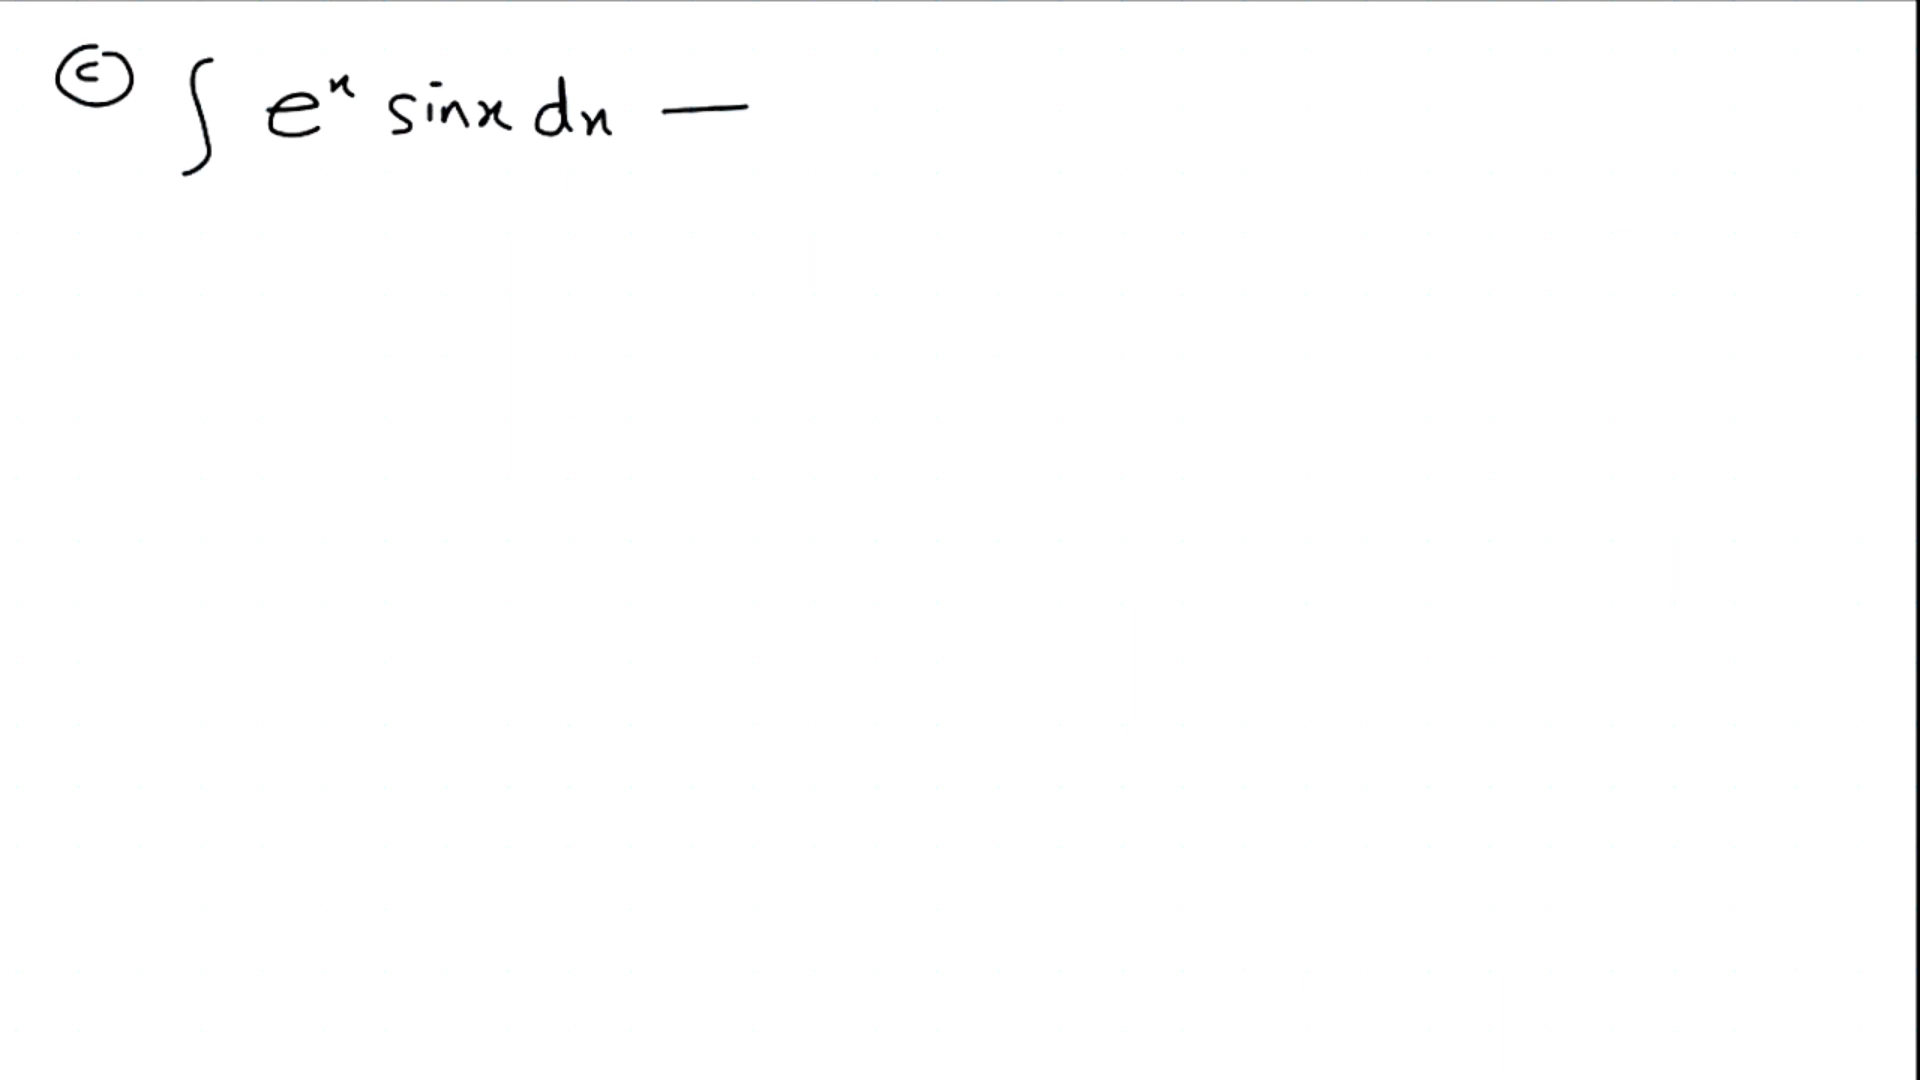 ⓒ ∫ eˣ sinx dx —